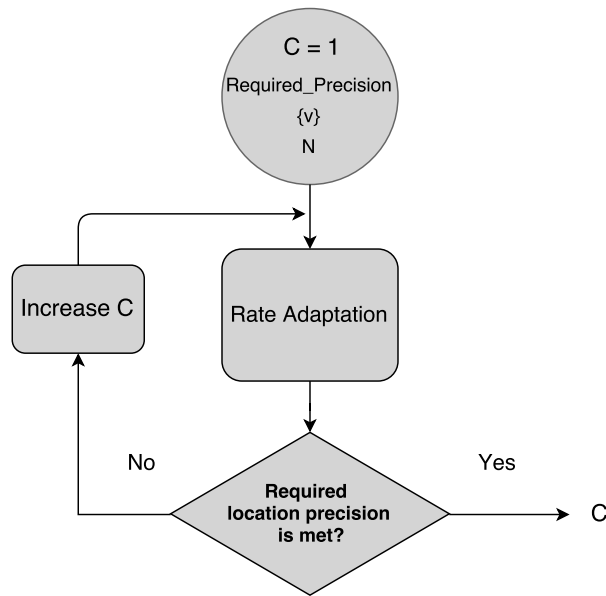 C = 1
Required_Precision
{v}
N
Increase C
Rate Adaptation
No
Yes
Required
location precision
is met?
C